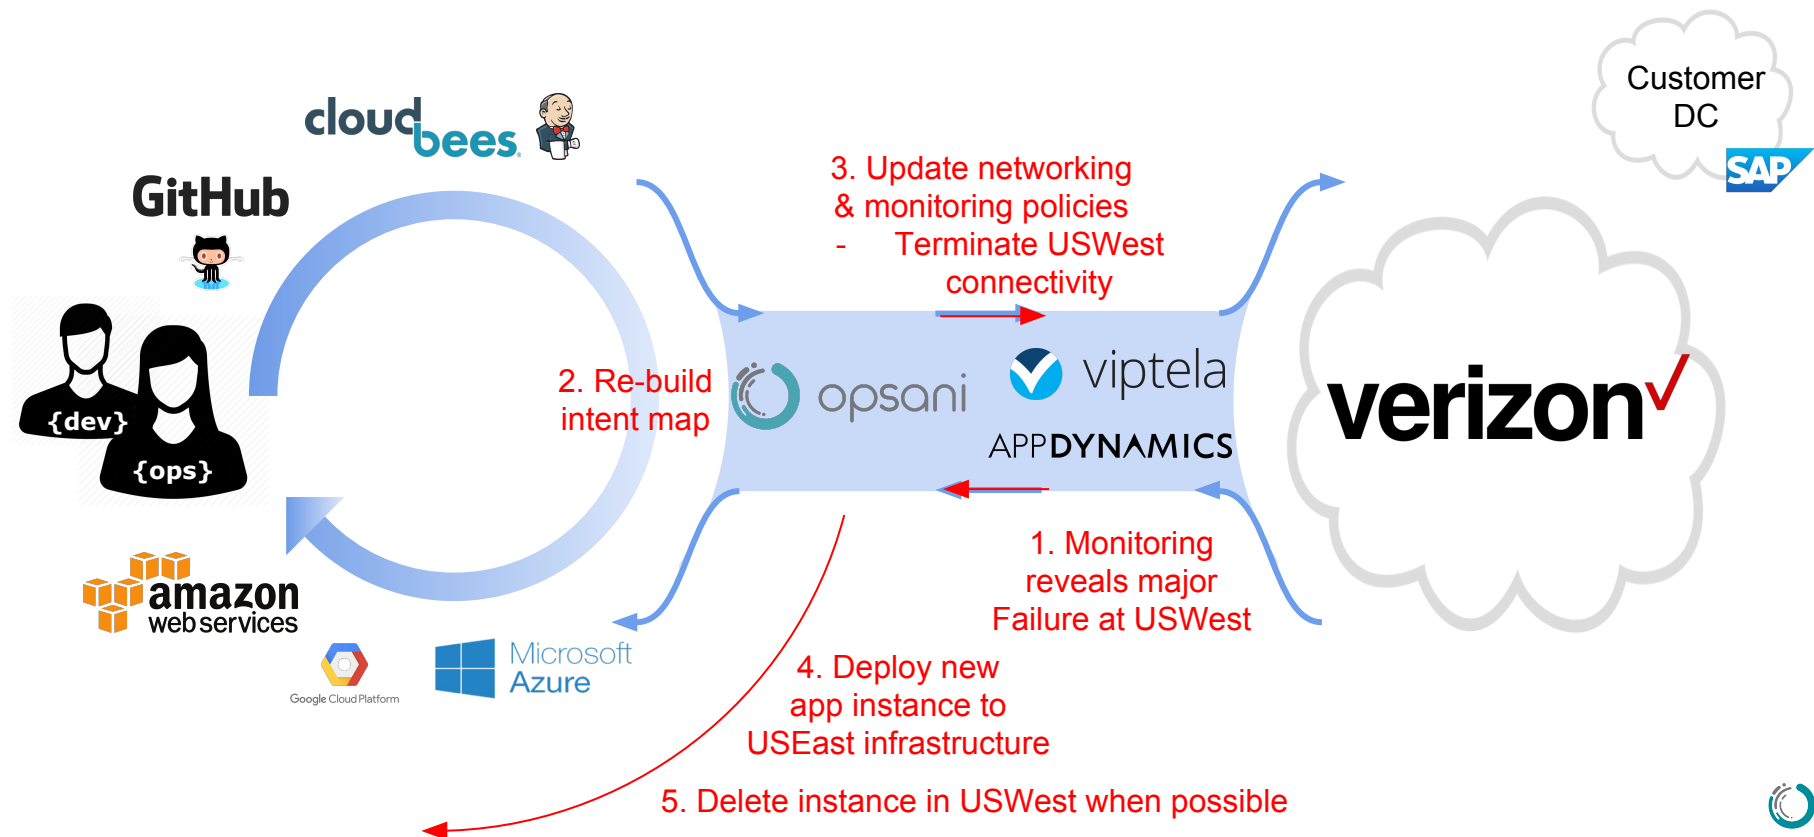 cloudbees
GitHub
{dev}
{ops}
amazon
web services
Google Cloud Platform
Microsoft
Azure
2. Re-build
intent map
opsani
3. Update networking
& monitoring policies
- Terminate USWest
connectivity
viptela
APPDYNAMICS
1. Monitoring
reveals major
Failure at USWest
4. Deploy new
app instance to
USEast infrastructure
5. Delete instance in USWest when possible
Customer
DC
SAP
verizon